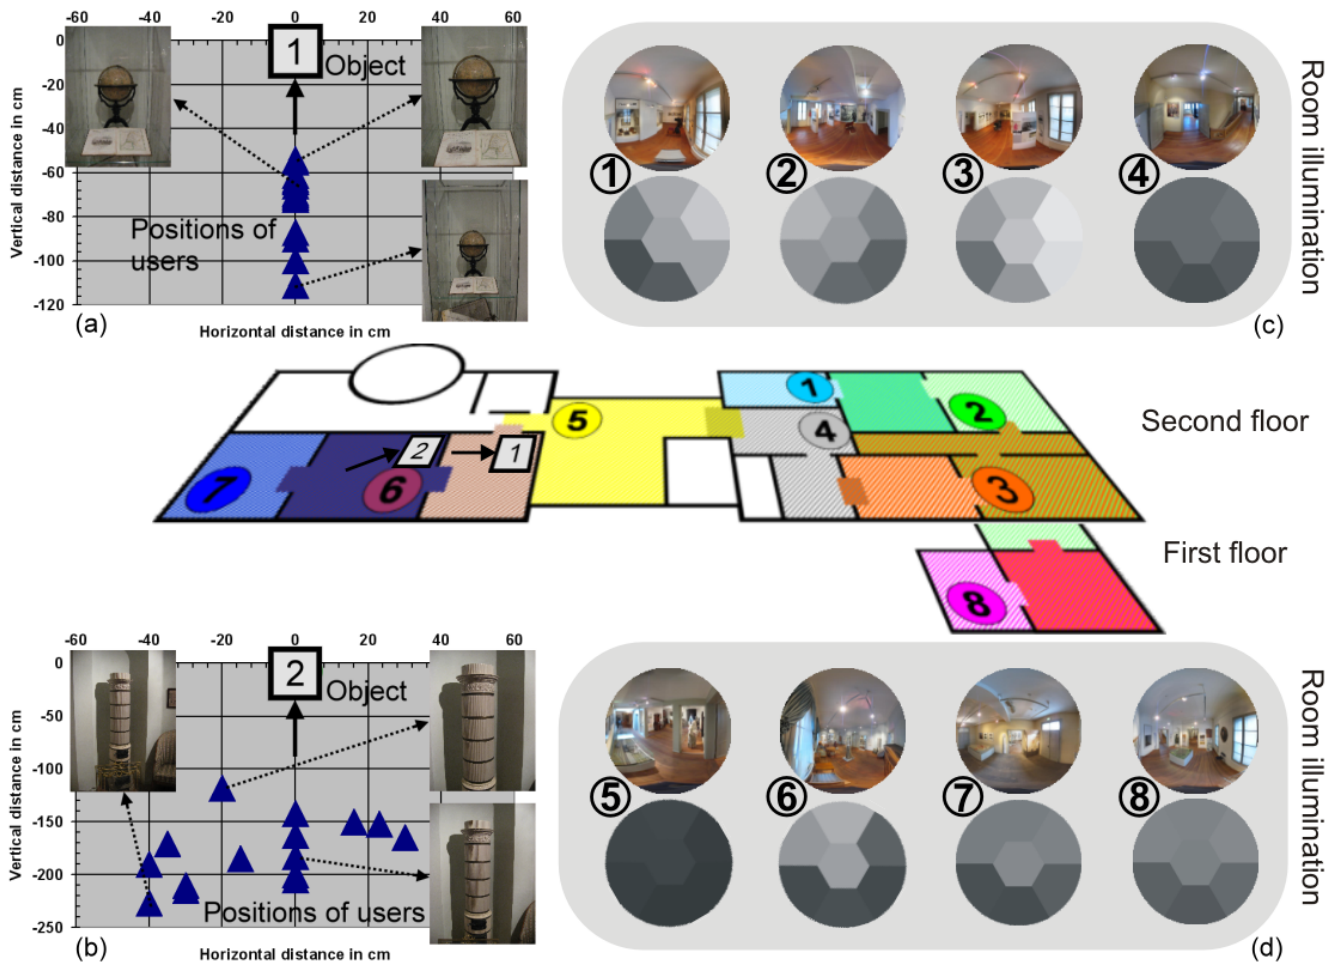 -60 -40 -20 0 20 40 60
Vertical distance in cm
0
-20
-40
-60
-80
-100
-120
1
Object
Positions of
users
(a)
Horizontal distance in cm
1 2 3 4
Room illumination
(c)
Second floor
First floor
1
2
3
4
5
6
7
8
2
1
-60 -40 -20 0 20 40 60
Vertical distance in cm
0
-50
-100
-150
-200
-250
2
Object
Positions of users
(b)
Horizontal distance in cm
5 6 7 8
Room illumination
(d)